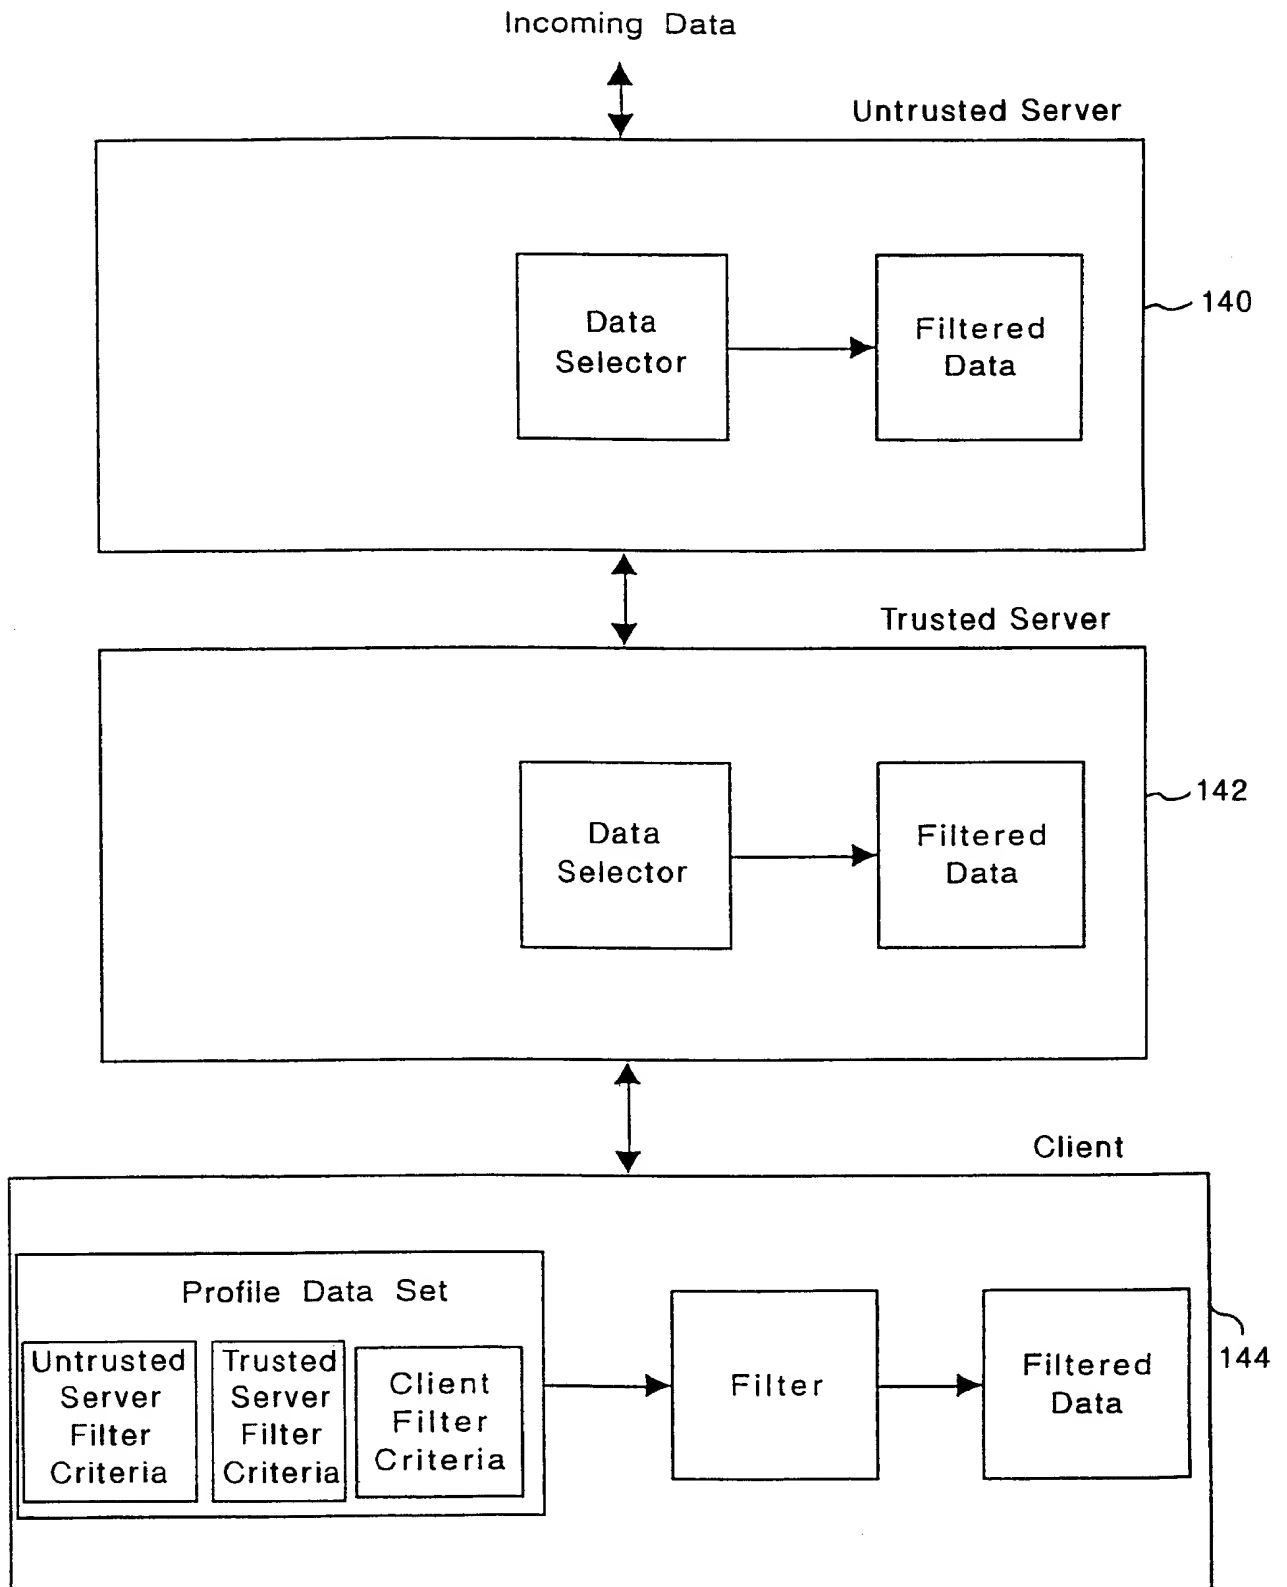 Incoming Data
Untrusted Server
Data
Selector
Filtered
Data
140
Trusted Server
Data
Selector
Filtered
Data
142
Client
Profile Data Set
Untrusted
Server
Filter
Criteria
Trusted
Server
Filter
Criteria
Client
Filter
Criteria
Filter
Filtered
Data
144